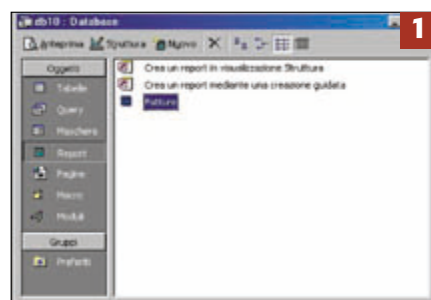 db10 : Database
1
Anteprima Struttura Nuovo
Oggetti
Tabelle
Query
Maschere
Report
Pagine
Macro
Moduli
Gruppi
Preferiti
Crea un report in visualizzazione Struttura
Crea un report mediante una creazione guidata
Fatture